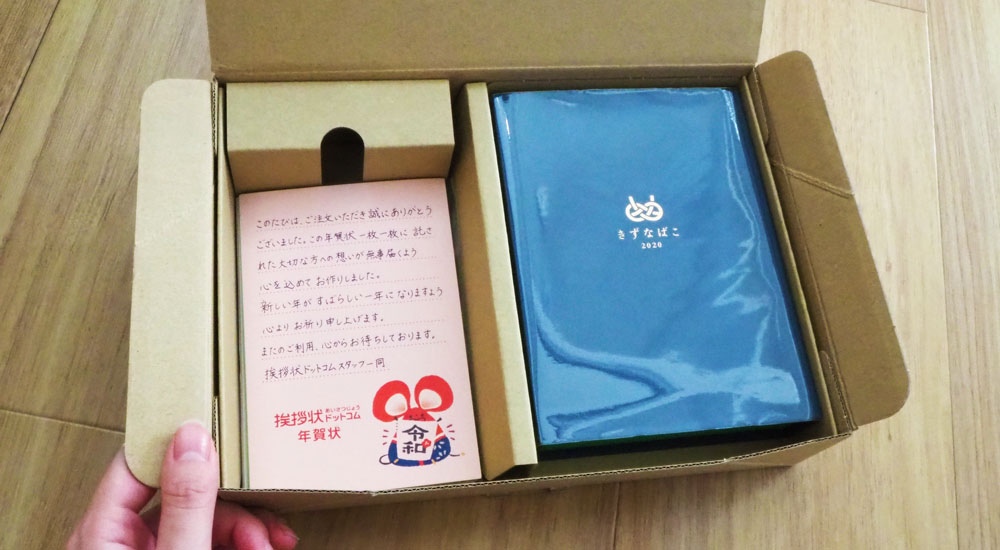 このたびは、ご注文いただき誠にありがとう
ございました。この年賀状一枚一枚に託さ
れた大切な方への想いが無事届くよう
心を込めてお作りしました。
新しい年がすばらしい一年になりますよう
心よりお祈り申し上げます。
またのご利用、心からお待ちしております。
挨拶状ドットコムスタッフ一同
あいさつじょう
挨拶状ドットコム
年賀状
令和
きずなばこ
2020